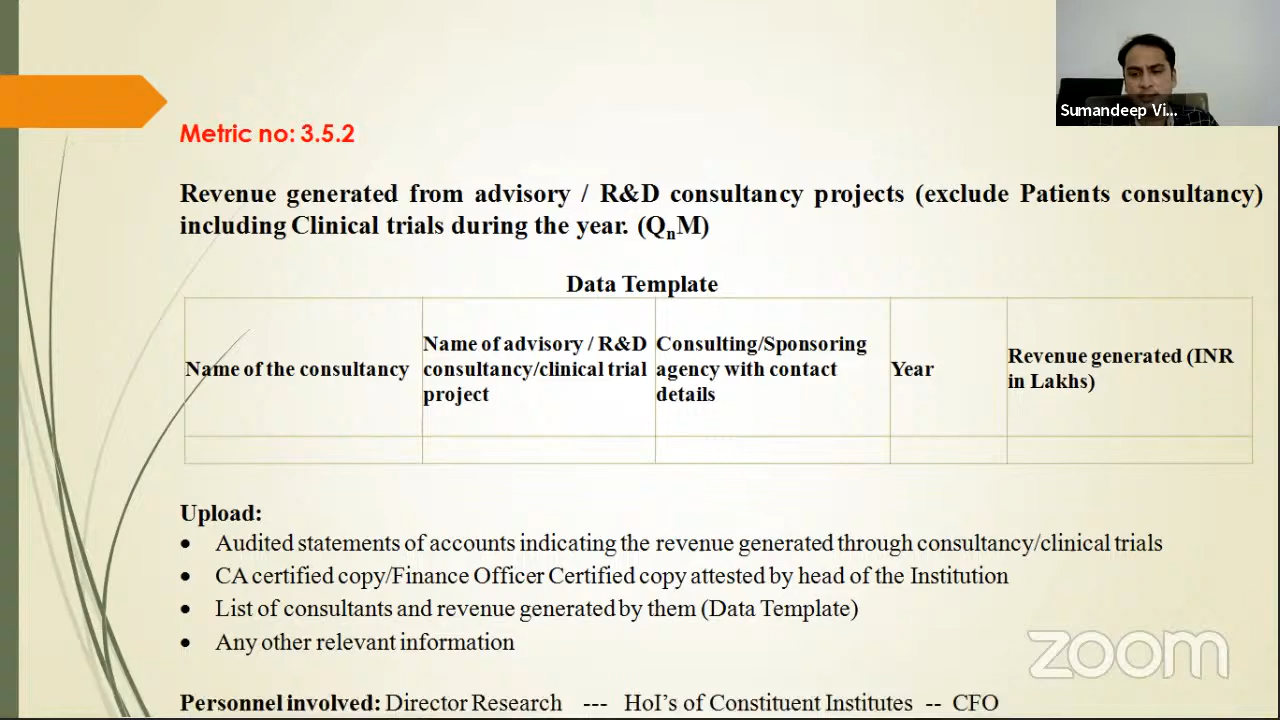 Sumandeep Vi...
Metric no: 3.5.2
Revenue generated from advisory / R&D consultancy projects (exclude Patients consultancy)
including Clinical trials during the year. (QnM)
Data Template
Name of the consultancy
Name of advisory / R&D
consultancy/clinical trial
project
Consulting/Sponsoring
agency with contact
details
Year
Revenue generated (INR
in Lakhs)
Upload:
• Audited statements of accounts indicating the revenue generated through consultancy/clinical trials
• CA certified copy/Finance Officer Certified copy attested by head of the Institution
• List of consultants and revenue generated by them (Data Template)
• Any other relevant information
zoom
Personnel involved: Director Research --- HoI’s of Constituent Institutes -- CFO